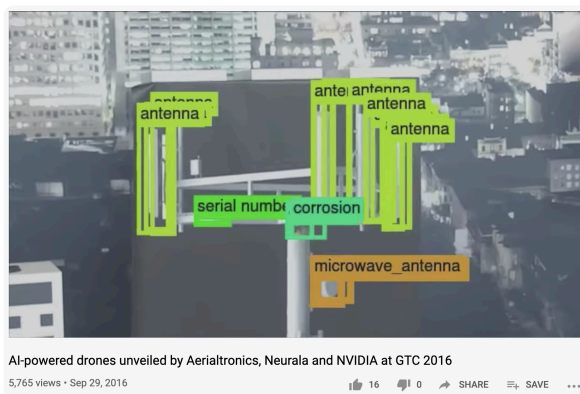 antenna
antenna
antenna
antenna
antenna
antenna
serial numbe
corrosion
microwave_antenna
AI-powered drones unveiled by Aerialtronics, Neurala and NVIDIA at GTC 2016
5,765 views • Sep 29, 2016
16
0
SHARE
SAVE